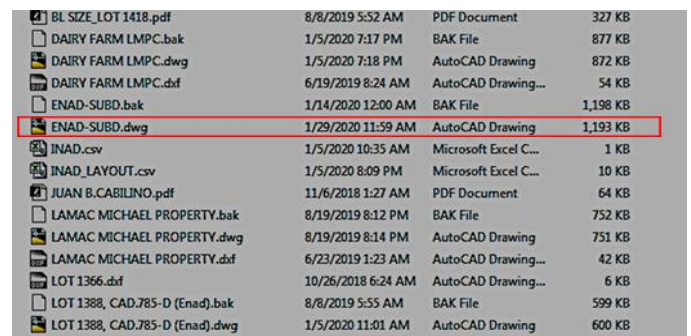 BL SIZE_LOT 1418.pdf 8/8/2019 5:52 AM PDF Document 327 KB
DAIRY FARM LMPC.bak 1/5/2020 7:17 PM BAK File 877 KB
DAIRY FARM LMPC.dwg 1/5/2020 7:18 PM AutoCAD Drawing 872 KB
DAIRY FARM LMPC.dxf 6/19/2019 8:24 AM AutoCAD Drawing... 54 KB
ENAD-SUBD.bak 1/14/2020 12:00 AM BAK File 1,198 KB
ENAD-SUBD.dwg 1/29/2020 11:59 AM AutoCAD Drawing 1,193 KB
INAD.csv 1/5/2020 10:35 AM Microsoft Excel C... 1 KB
INAD_LAYOUT.csv 1/5/2020 8:09 PM Microsoft Excel C... 10 KB
JUAN B.CABILINO.pdf 11/6/2018 1:27 AM PDF Document 64 KB
LAMAC MICHAEL PROPERTY.bak 8/19/2019 8:12 PM BAK File 752 KB
LAMAC MICHAEL PROPERTY.dwg 8/19/2019 8:14 PM AutoCAD Drawing 751 KB
LAMAC MICHAEL PROPERTY.dxf 6/23/2019 1:23 AM AutoCAD Drawing... 42 KB
LOT 1366.dxf 10/26/2018 6:24 AM AutoCAD Drawing... 6 KB
LOT 1388, CAD.785-D (Enad).bak 8/8/2019 5:55 AM BAK File 599 KB
LOT 1388, CAD.785-D (Enad).dwg 1/5/2020 11:01 AM AutoCAD Drawing 600 KB